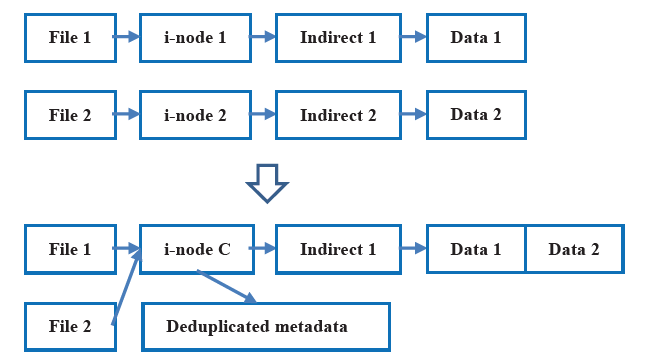 File 1 i-node 1 Indirect 1 Data 1
File 2 i-node 2 Indirect 2 Data 2
File 1 i-node C Indirect 1 Data 1 Data 2
File 2 Deduplicated metadata